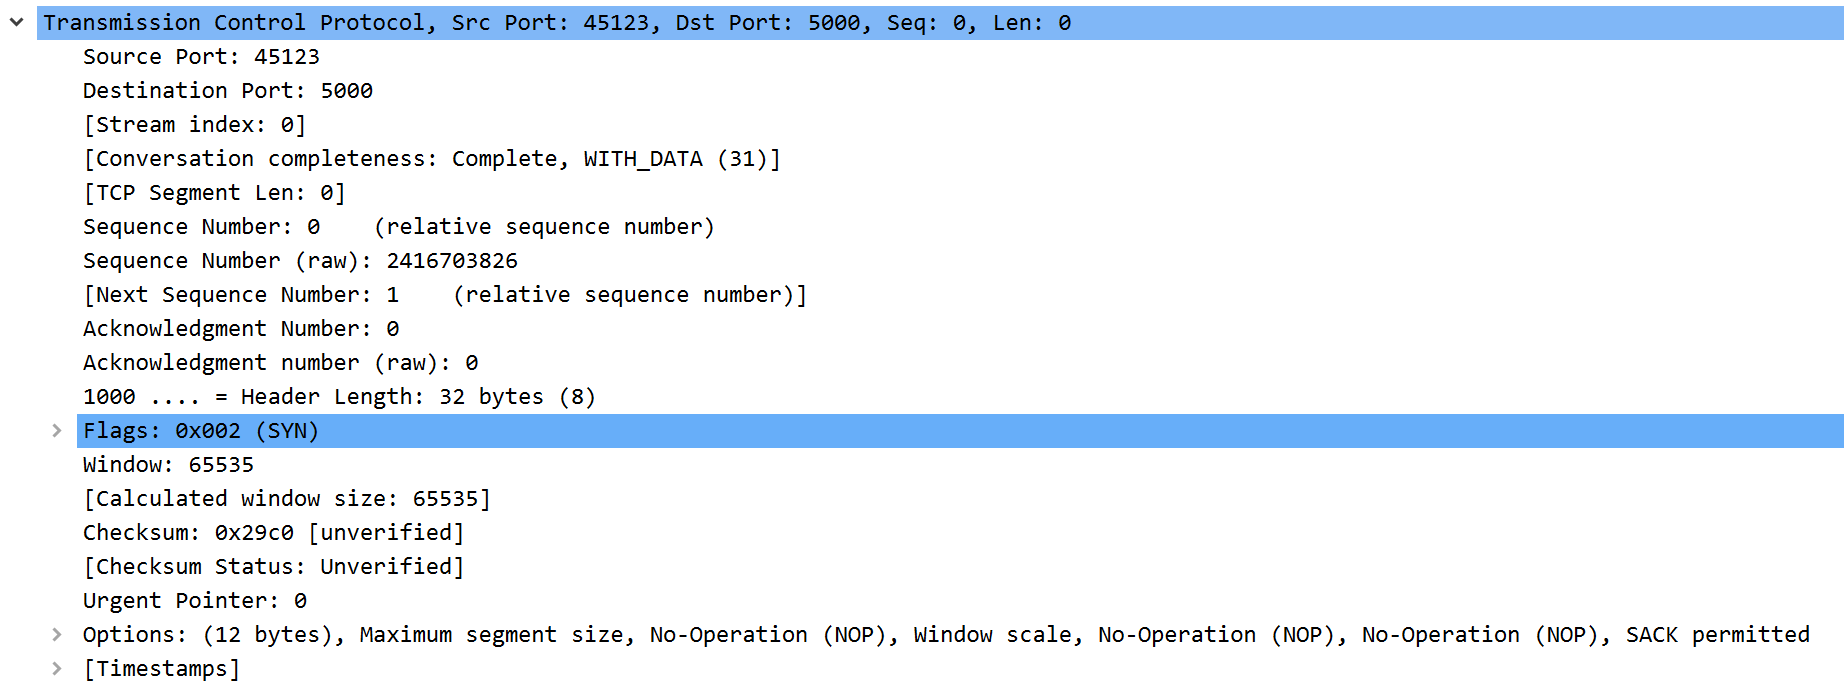 Transmission Control Protocol, Src Port: 45123, Dst Port: 5000, Seq: 0, Len: 0
Source Port: 45123
Destination Port: 5000
[Stream index: 0]
[Conversation completeness: Complete, WITH_DATA (31)]
[TCP Segment Len: 0]
Sequence Number: 0    (relative sequence number)
Sequence Number (raw): 2416703826
[Next Sequence Number: 1    (relative sequence number)]
Acknowledgment Number: 0
Acknowledgment number (raw): 0
1000 .... = Header Length: 32 bytes (8)
Flags: 0x002 (SYN)
Window: 65535
[Calculated window size: 65535]
Checksum: 0x29c0 [unverified]
[Checksum Status: Unverified]
Urgent Pointer: 0
Options: (12 bytes), Maximum segment size, No-Operation (NOP), Window scale, No-Operation (NOP), No-Operation (NOP), SACK permitted
[Timestamps]